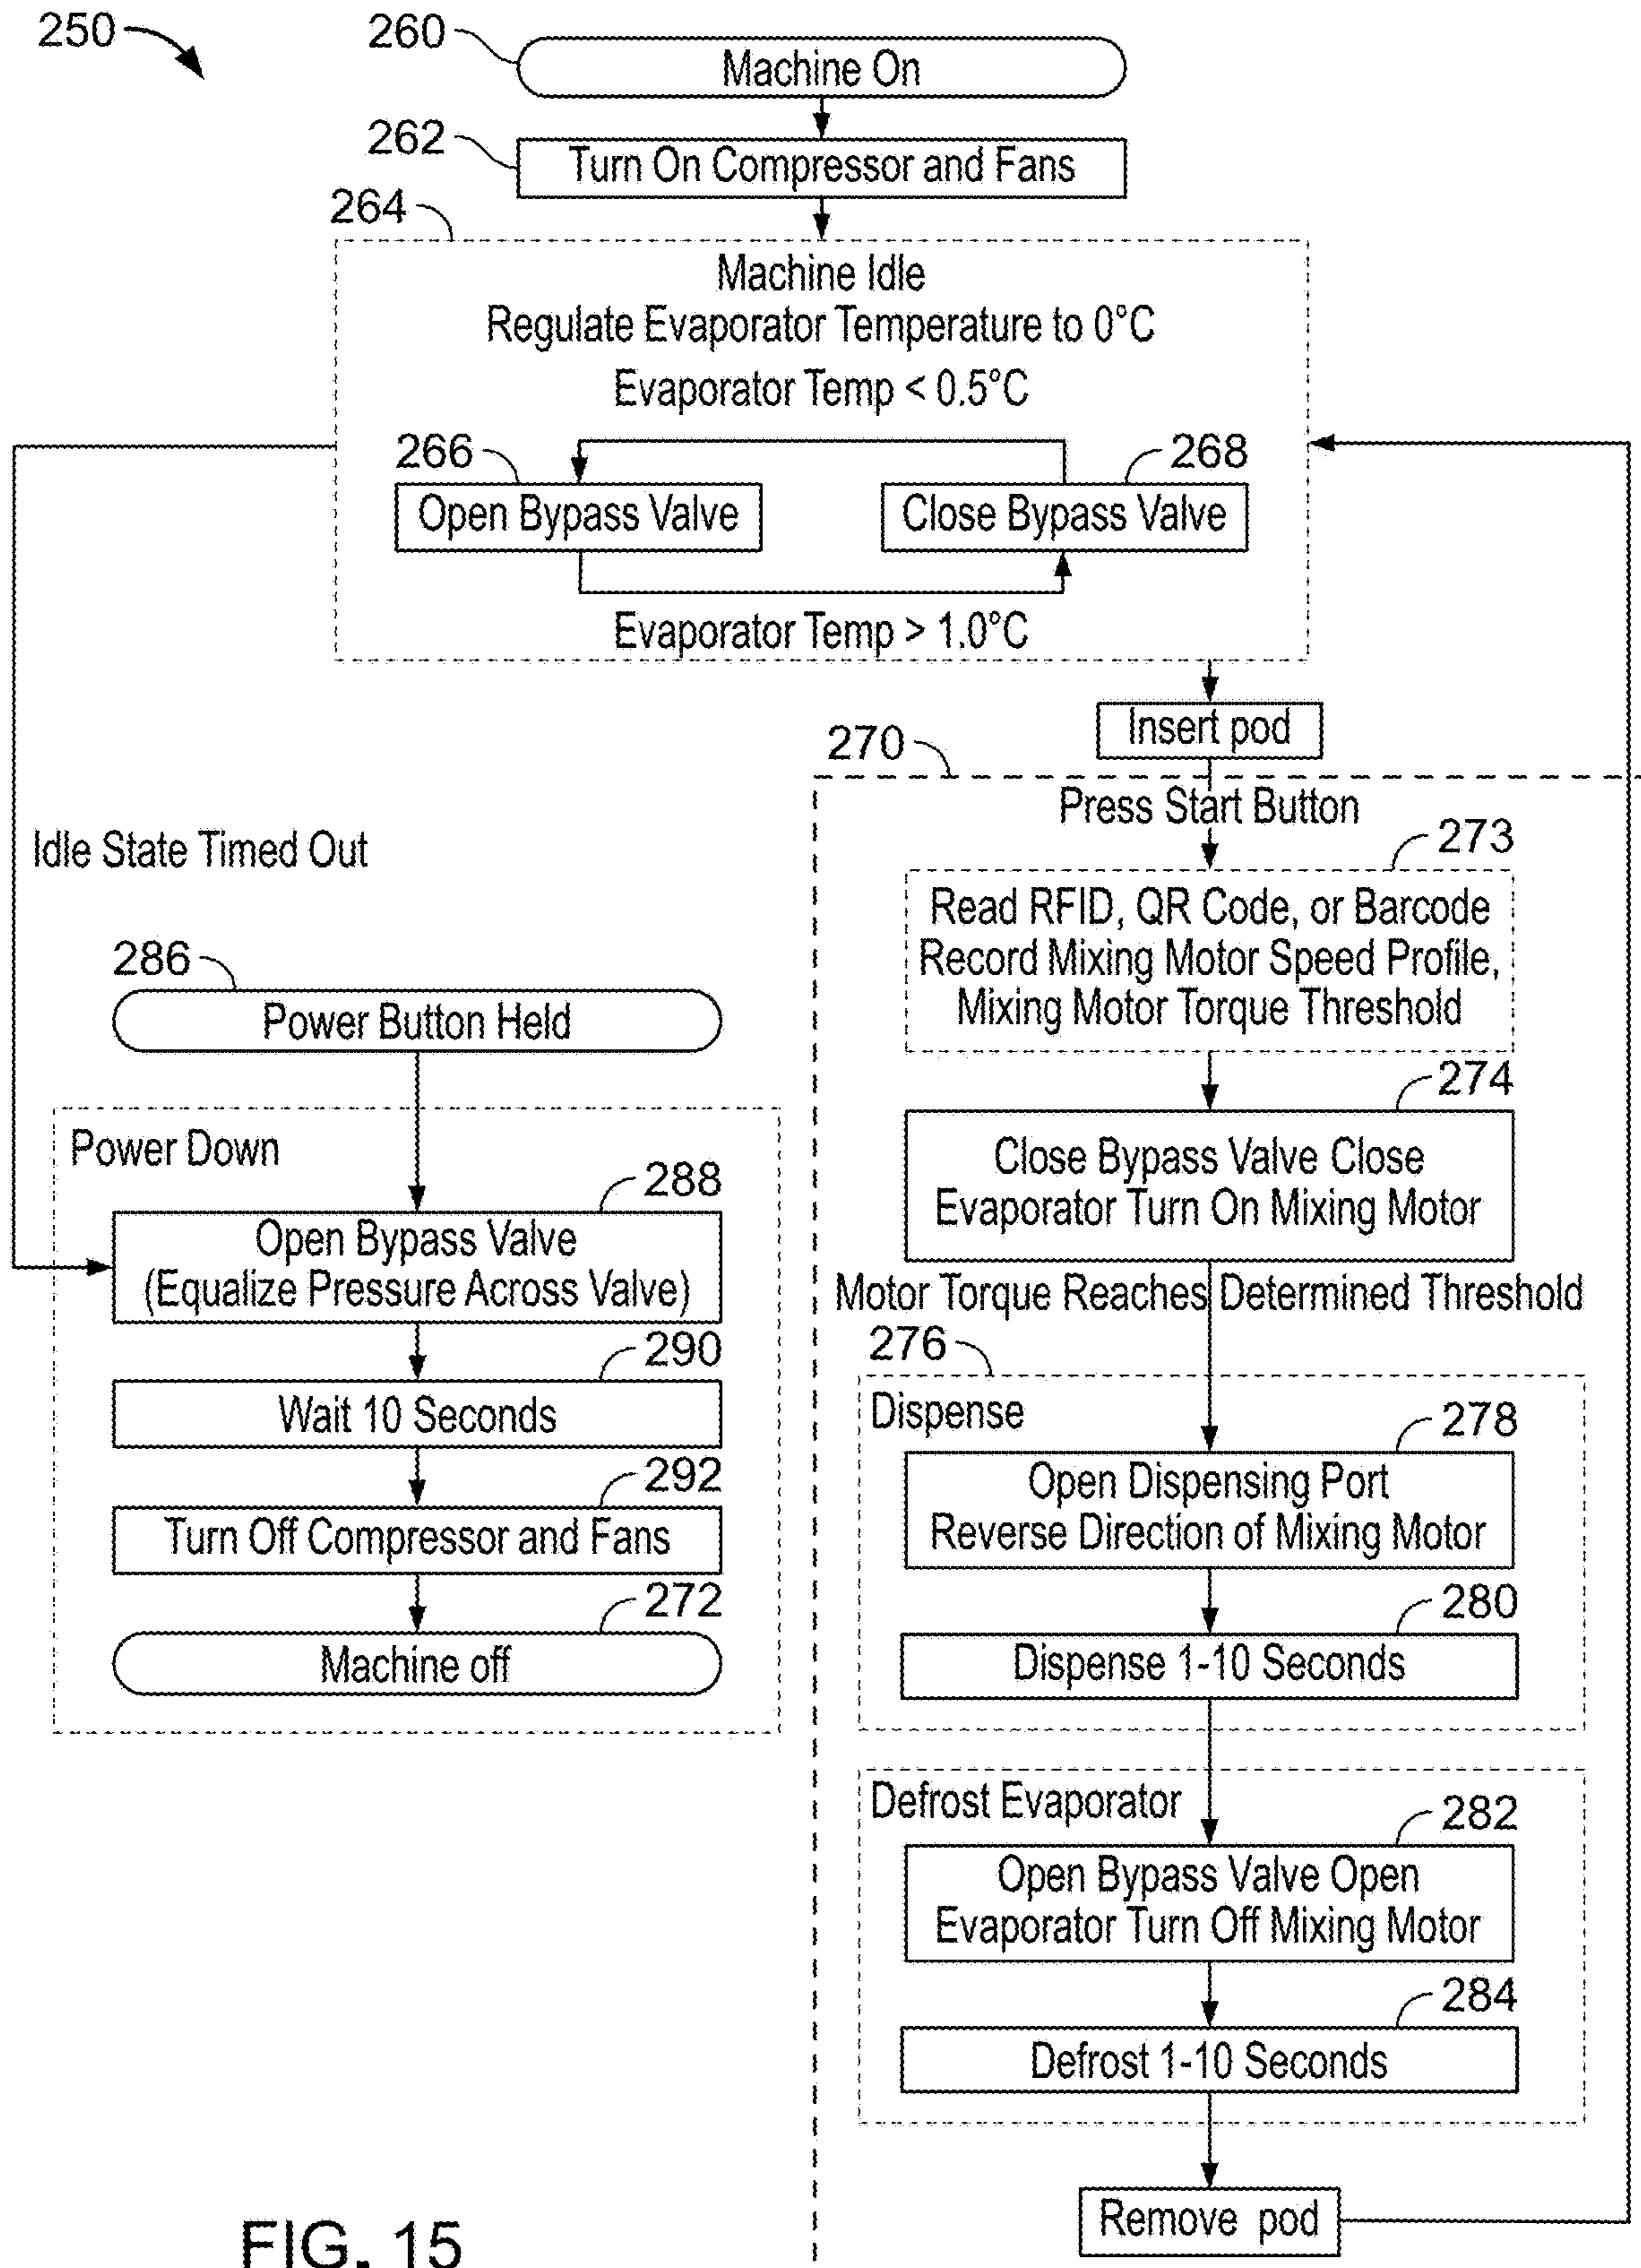 250
260
Machine On
262
Turn On Compressor and Fans
264
Machine Idle
Regulate Evaporator Temperature to 0°C
Evaporator Temp < 0.5°C
266
268
Open Bypass Valve
Close Bypass Valve
Evaporator Temp > 1.0°C
Insert pod
270
Press Start Button
273
Read RFID, QR Code, or Barcode
Record Mixing Motor Speed Profile,
Mixing Motor Torque Threshold
274
Close Bypass Valve Close
Evaporator Turn On Mixing Motor
Motor Torque Reaches Determined Threshold
276
Dispense
278
Open Dispensing Port
Reverse Direction of Mixing Motor
280
Dispense 1-10 Seconds
Defrost Evaporator
282
Open Bypass Valve Open
Evaporator Turn Off Mixing Motor
284
Defrost 1-10 Seconds
Remove pod
Idle State Timed Out
286
Power Button Held
Power Down
288
Open Bypass Valve
(Equalize Pressure Across Valve)
290
Wait 10 Seconds
292
Turn Off Compressor and Fans
272
Machine off
FIG. 15